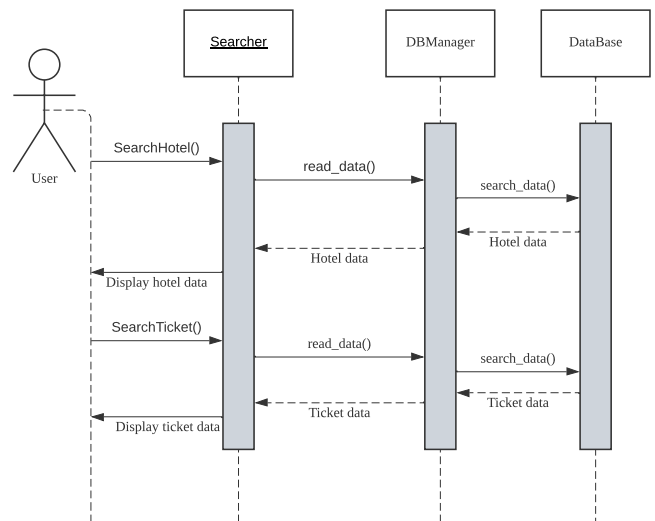 Searcher
DBManager
DataBase
User
SearchHotel()
read_data()
search_data()
Hotel data
Hotel data
Display hotel data
SearchTicket()
read_data()
search_data()
Ticket data
Ticket data
Display ticket data